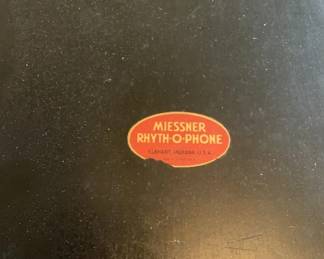 MIESSNER
RHYTH-O-PHONE
ELKHART, INDIANA U.S.A.